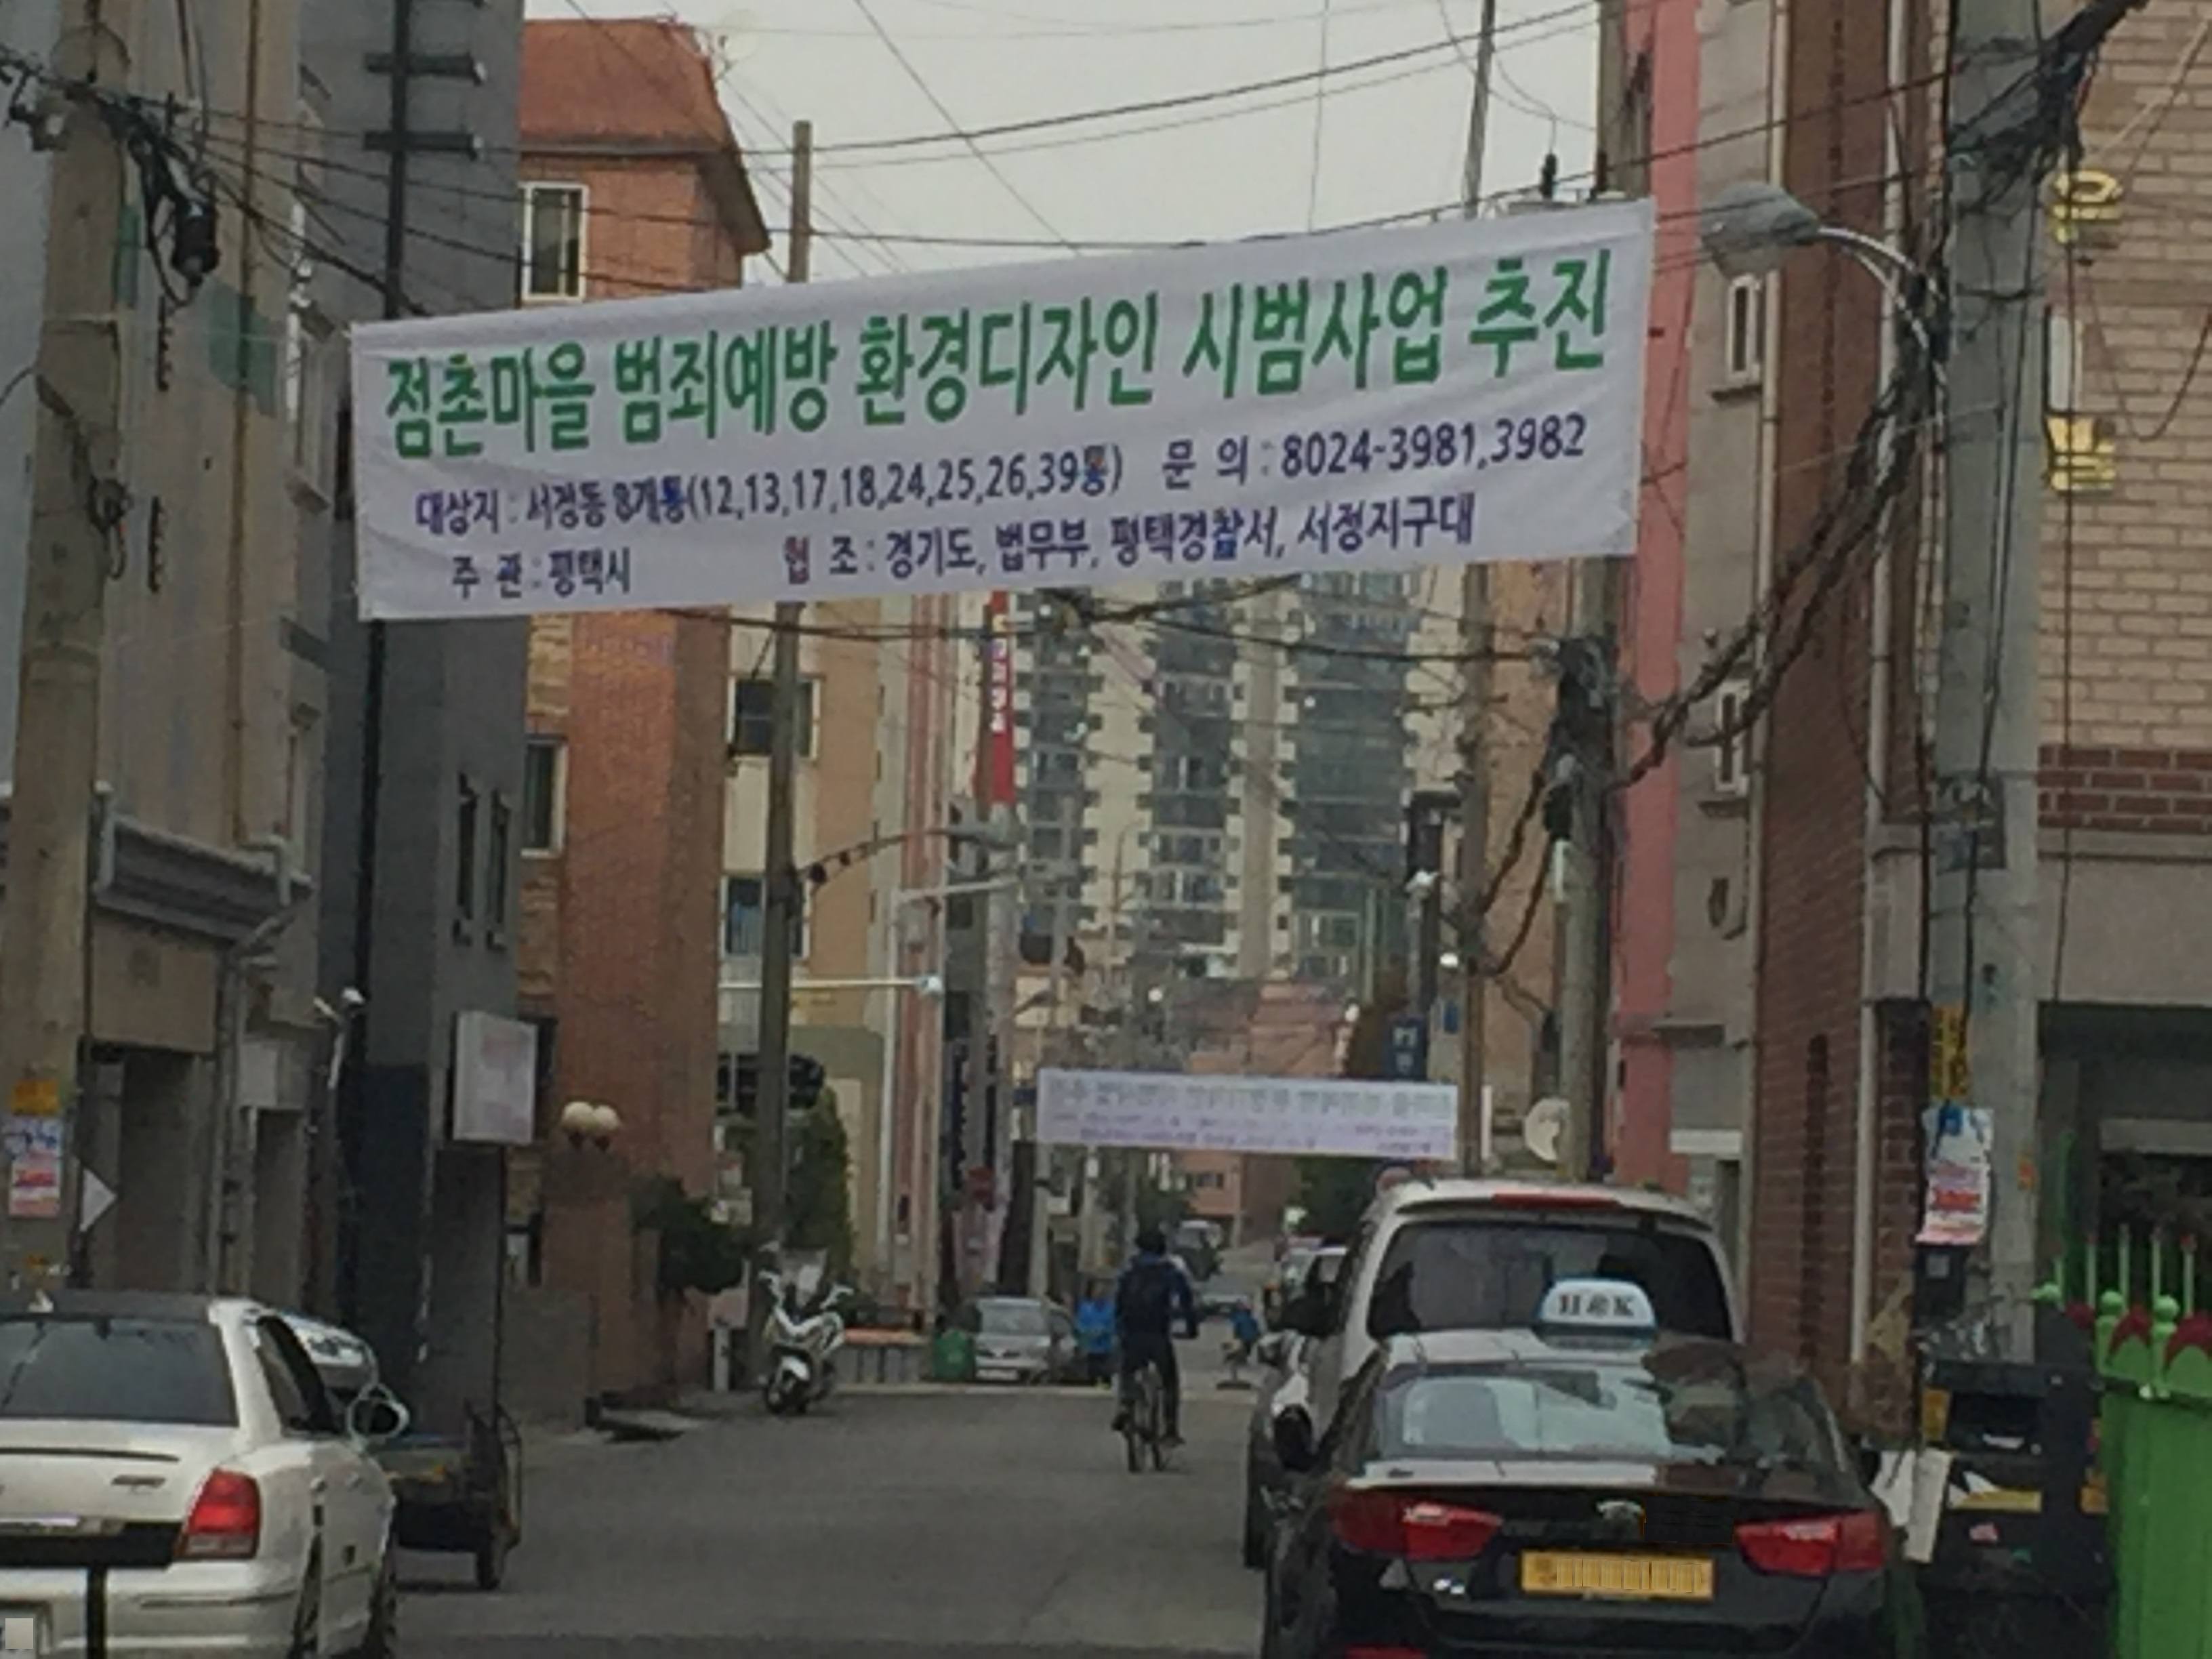 점촌마을 범죄예방 환경디자인 시범사업 추진
대상지 : 서정동 8개통(12,13,17,18,24,25,26,39통) 문 의 : 8024-3981,3982
주 관 : 평택시 협 조 : 경기도, 법무부, 평택경찰서, 서정지구대